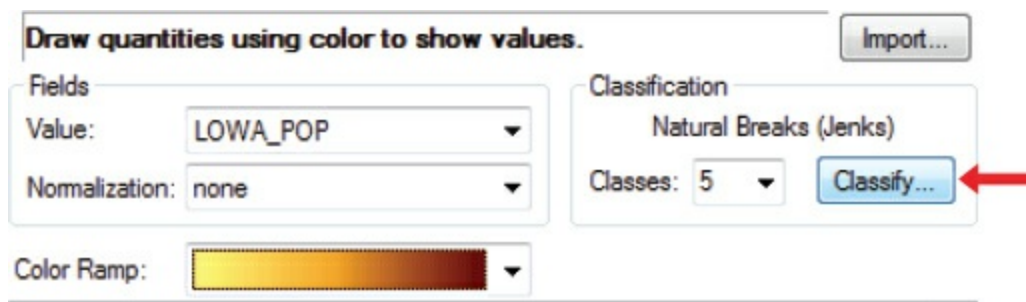 Draw quantities using color to show values.
Import...
Fields
Value: LOWA_POP
Normalization: none
Classification
Natural Breaks (Jenks)
Classes: 5 Classify...
Color Ramp: